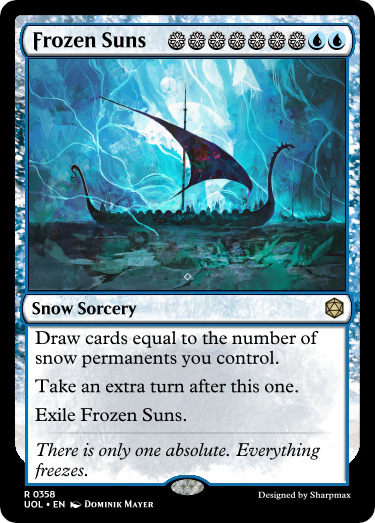 Frozen Suns
Snow Sorcery
Draw cards equal to the number of
snow permanents you control.
Take an extra turn after this one.
Exile Frozen Suns.
There is only one absolute. Everything
freezes.
R 0358
UOL • EN DOMINIK MAYER
Designed by Sharpmax